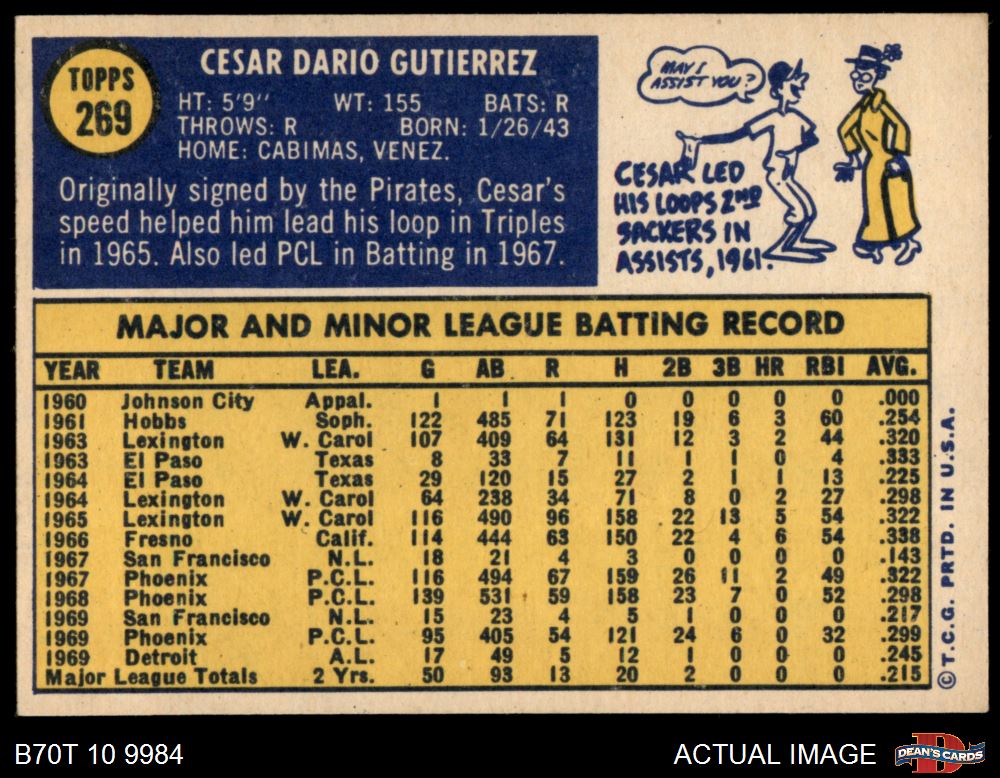 TOPPS
269
CESAR DARIO GUTIERREZ
HT: 5'9" WT: 155 BATS: R
THROWS: R BORN: 1/26/43
HOME: CABIMAS, VENEZ.
Originally signed by the Pirates, Cesar's
speed helped him lead his loop in Triples
in 1965. Also led PCL in Batting in 1967.
MAY I
ASSIST YOU?
CESAR LED
HIS LOOPS 2ND
SACKERS IN
ASSISTS, 1961.
MAJOR AND MINOR LEAGUE BATTING RECORD
YEAR TEAM LEA. G AB R H 2B 3B HR RBI AVG.
1960 Johnson City Appal. 1 1 1 0 0 0 0 0 .000
1961 Hobbs Soph. 122 485 71 123 19 6 3 60 .254
1963 Lexington W. Carol 107 409 64 131 12 3 2 44 .320
1963 El Paso Texas 8 33 7 11 1 1 0 4 .333
1964 El Paso Texas 29 120 15 27 2 1 1 13 .225
1964 Lexington W. Carol 64 238 34 71 8 0 2 27 .298
1965 Lexington W. Carol 116 490 96 158 22 13 5 54 .322
1966 Fresno Calif. 114 444 63 150 22 4 6 54 .338
1967 San Francisco N.L. 18 21 4 3 0 0 0 0 .143
1967 Phoenix P.C.L. 116 494 67 159 26 11 2 49 .322
1968 Phoenix P.C.L. 139 531 59 158 23 7 0 52 .298
1969 San Francisco N.L. 15 23 4 5 1 0 0 0 .217
1969 Phoenix P.C.L. 95 405 54 121 24 6 0 32 .299
1969 Detroit A.L. 17 49 5 12 1 0 0 0 .245
Major League Totals 2 Yrs. 50 93 13 20 2 0 0 0 .215
© T.C.G. PRTD. IN U.S.A.
B70T 10 9984
ACTUAL IMAGE
DEAN'S CARDS